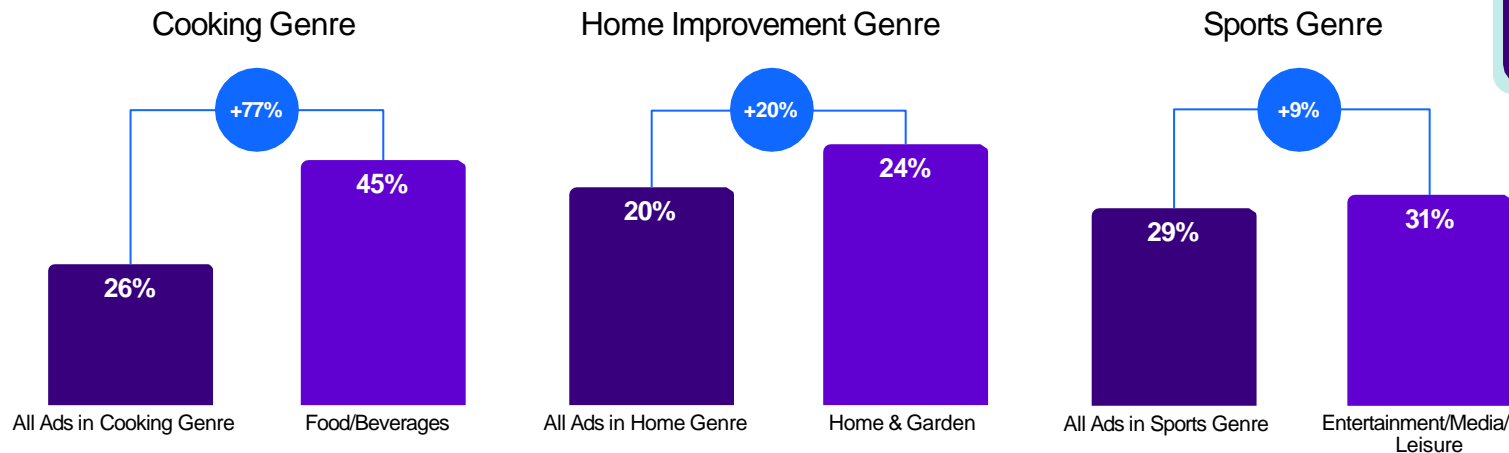 Cooking Genre
+77%
26%
45%
All Ads in Cooking Genre
Food/Beverages
Home Improvement Genre
+20%
20%
24%
All Ads in Home Genre
Home & Garden
Sports Genre
+9%
29%
31%
All Ads in Sports Genre
Entertainment/Media/
Leisure